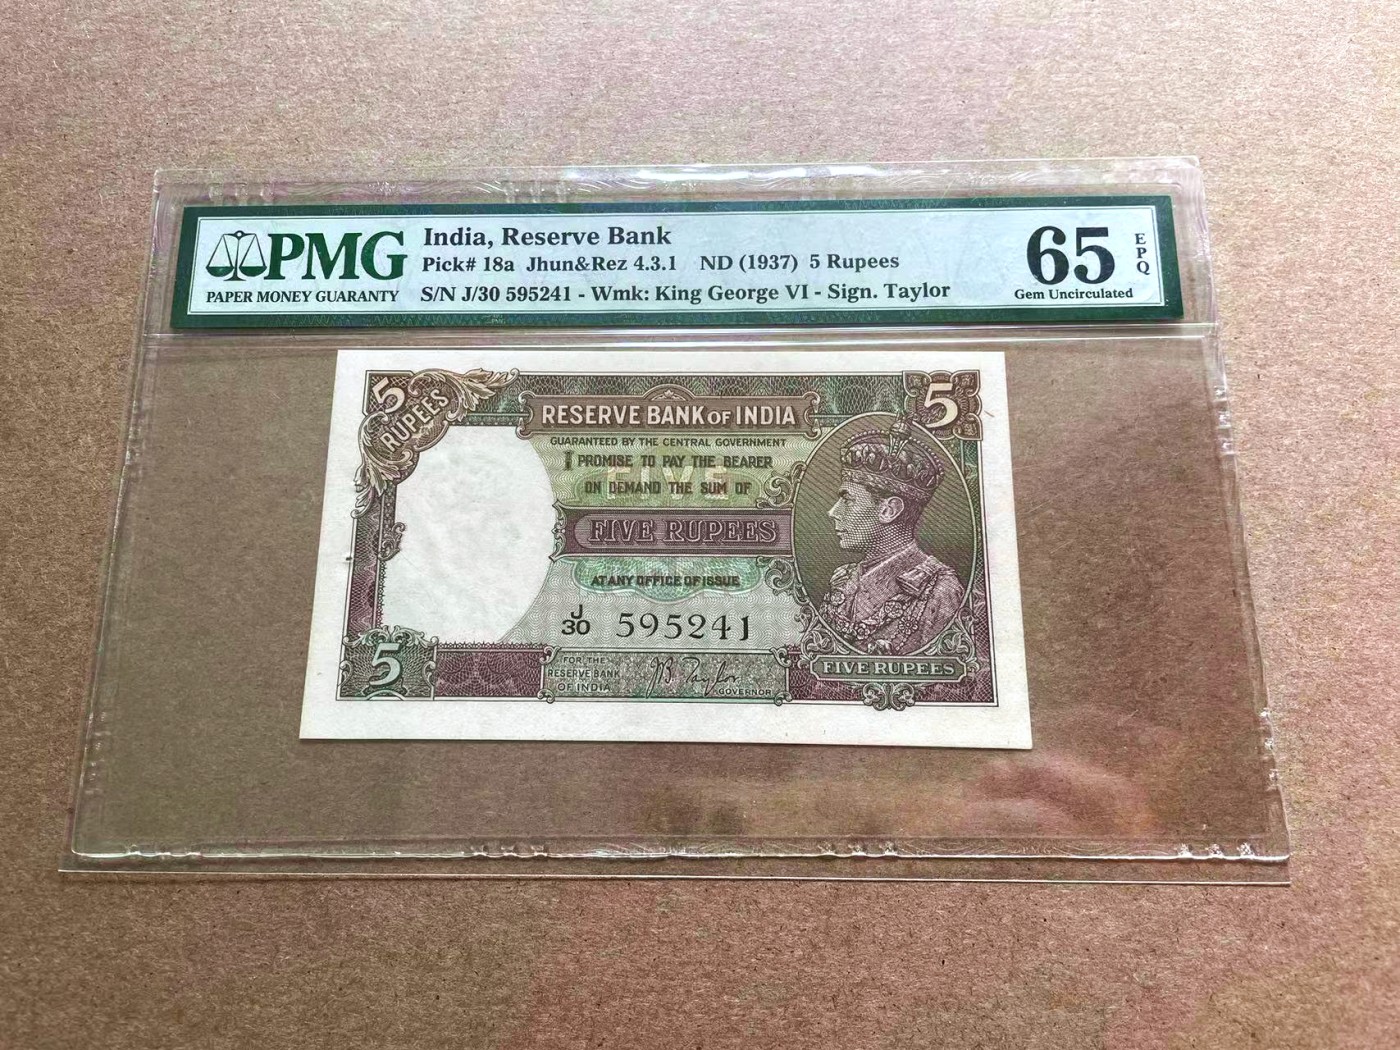 PMG
PAPER MONEY GUARANTY
India, Reserve Bank
Pick# 18a Jhun&Rez 4.3.1 ND (1937) 5 Rupees
S/N J/30 595241 - Wmk: King George VI - Sign. Taylor
65
Gem Uncirculated
EPQ
5
RUPEES
RESERVE BANK OF INDIA
5
GUARANTEED BY THE CENTRAL GOVERNMENT
I PROMISE TO PAY THE BEARER
FIVE
ON DEMAND THE SUM OF
FIVE RUPEES
AT ANY OFFICE OF ISSUE
J/30 595241
5
FOR THE
RESERVE BANK
OF INDIA
J B Taylor
GOVERNOR
FIVE RUPEES